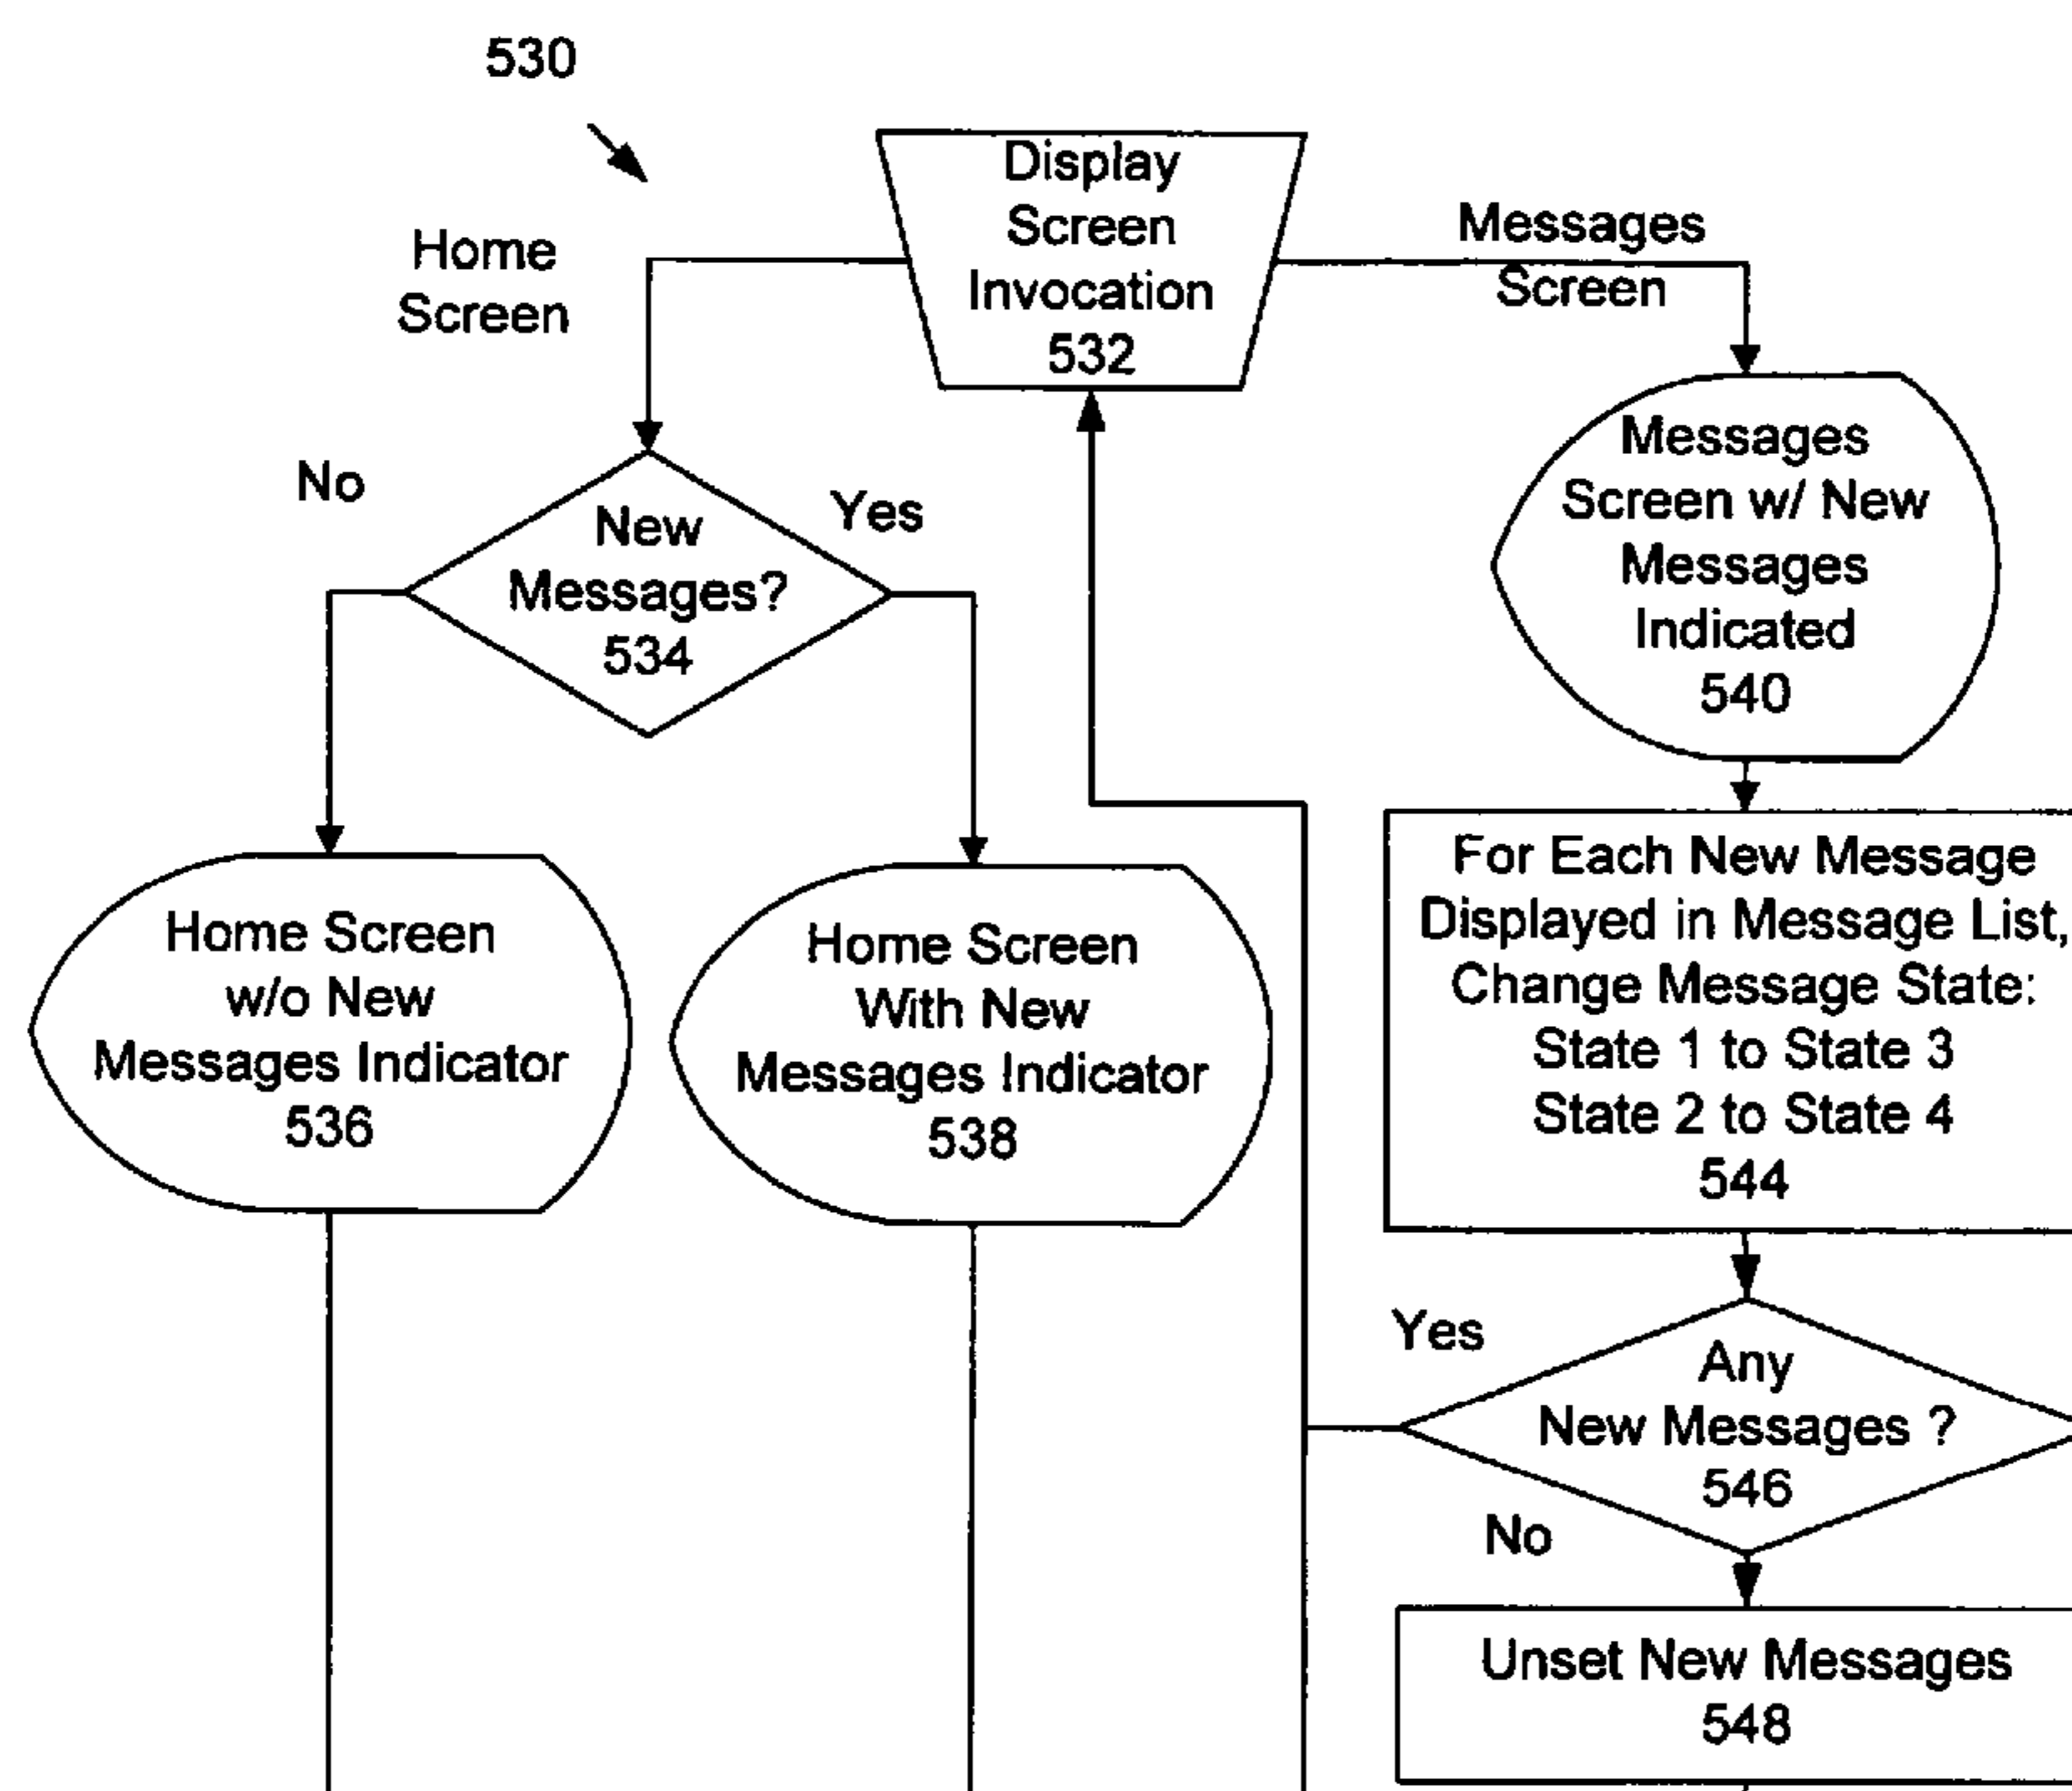 530
Display
Screen
Invocation
532
Home
Screen
Messages
Screen
No
Yes
New
Messages?
534
Messages
Screen w/ New
Messages
Indicated
540
Home Screen
w/o New
Messages Indicator
536
Home Screen
With New
Messages Indicator
538
For Each New Message
Displayed in Message List,
Change Message State:
State 1 to State 3
State 2 to State 4
544
Yes
Any
New Messages ?
546
No
Unset New Messages
548